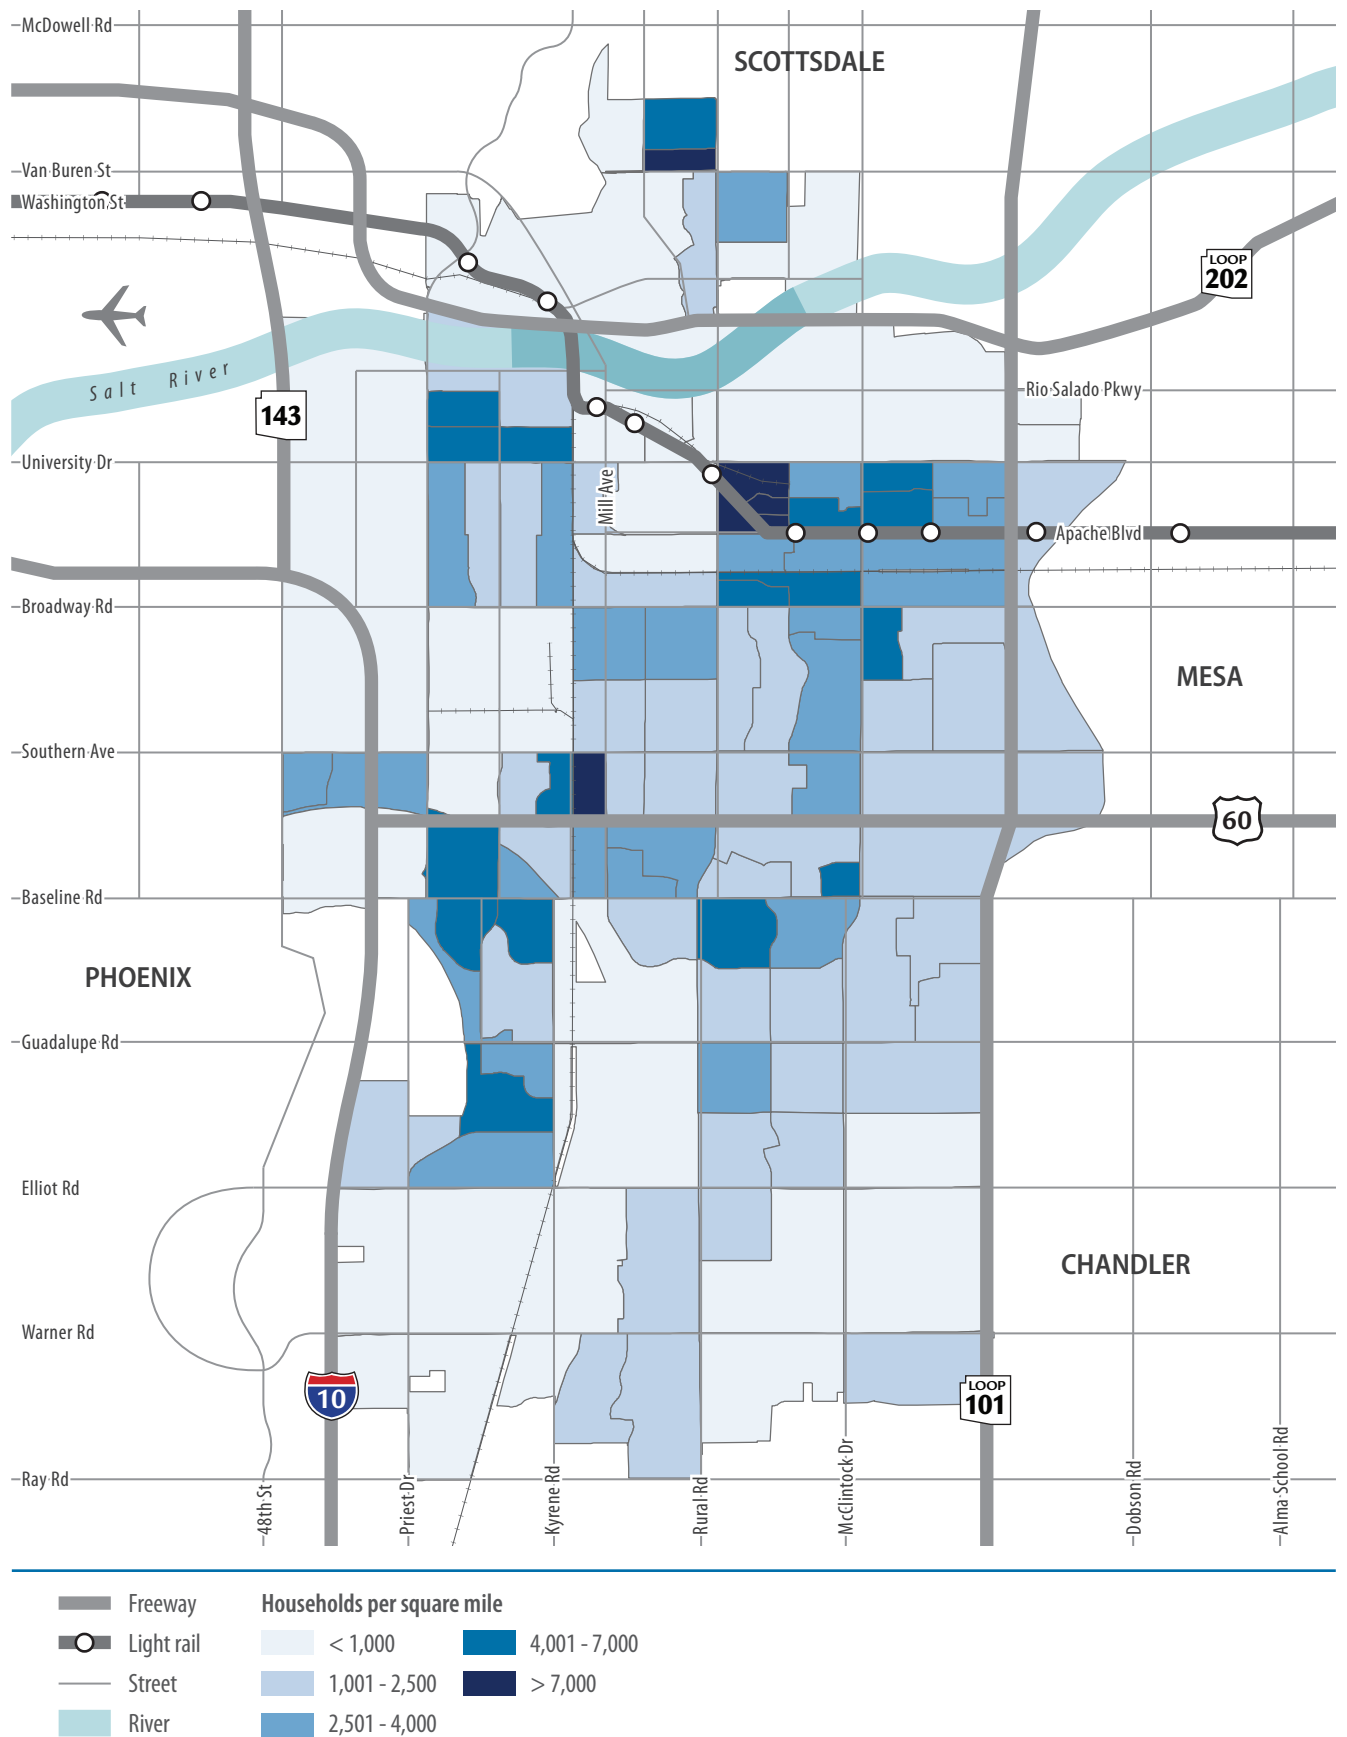 McDowell Rd
SCOTTSDALE
Van Buren St
Washington St
LOOP
202
Salt River
Rio Salado Pkwy
143
University Dr
Mill Ave
Apache Blvd
Broadway Rd
MESA
Southern Ave
60
Baseline Rd
PHOENIX
Guadalupe Rd
Elliot Rd
CHANDLER
Warner Rd
10
LOOP
101
Ray Rd
48th St
Priest Dr
Kyrene Rd
Rural Rd
McClintock Dr
Dobson Rd
Alma School Rd
Freeway
Light rail
Street
River
Households per square mile
< 1,000
1,001 - 2,500
2,501 - 4,000
4,001 - 7,000
> 7,000